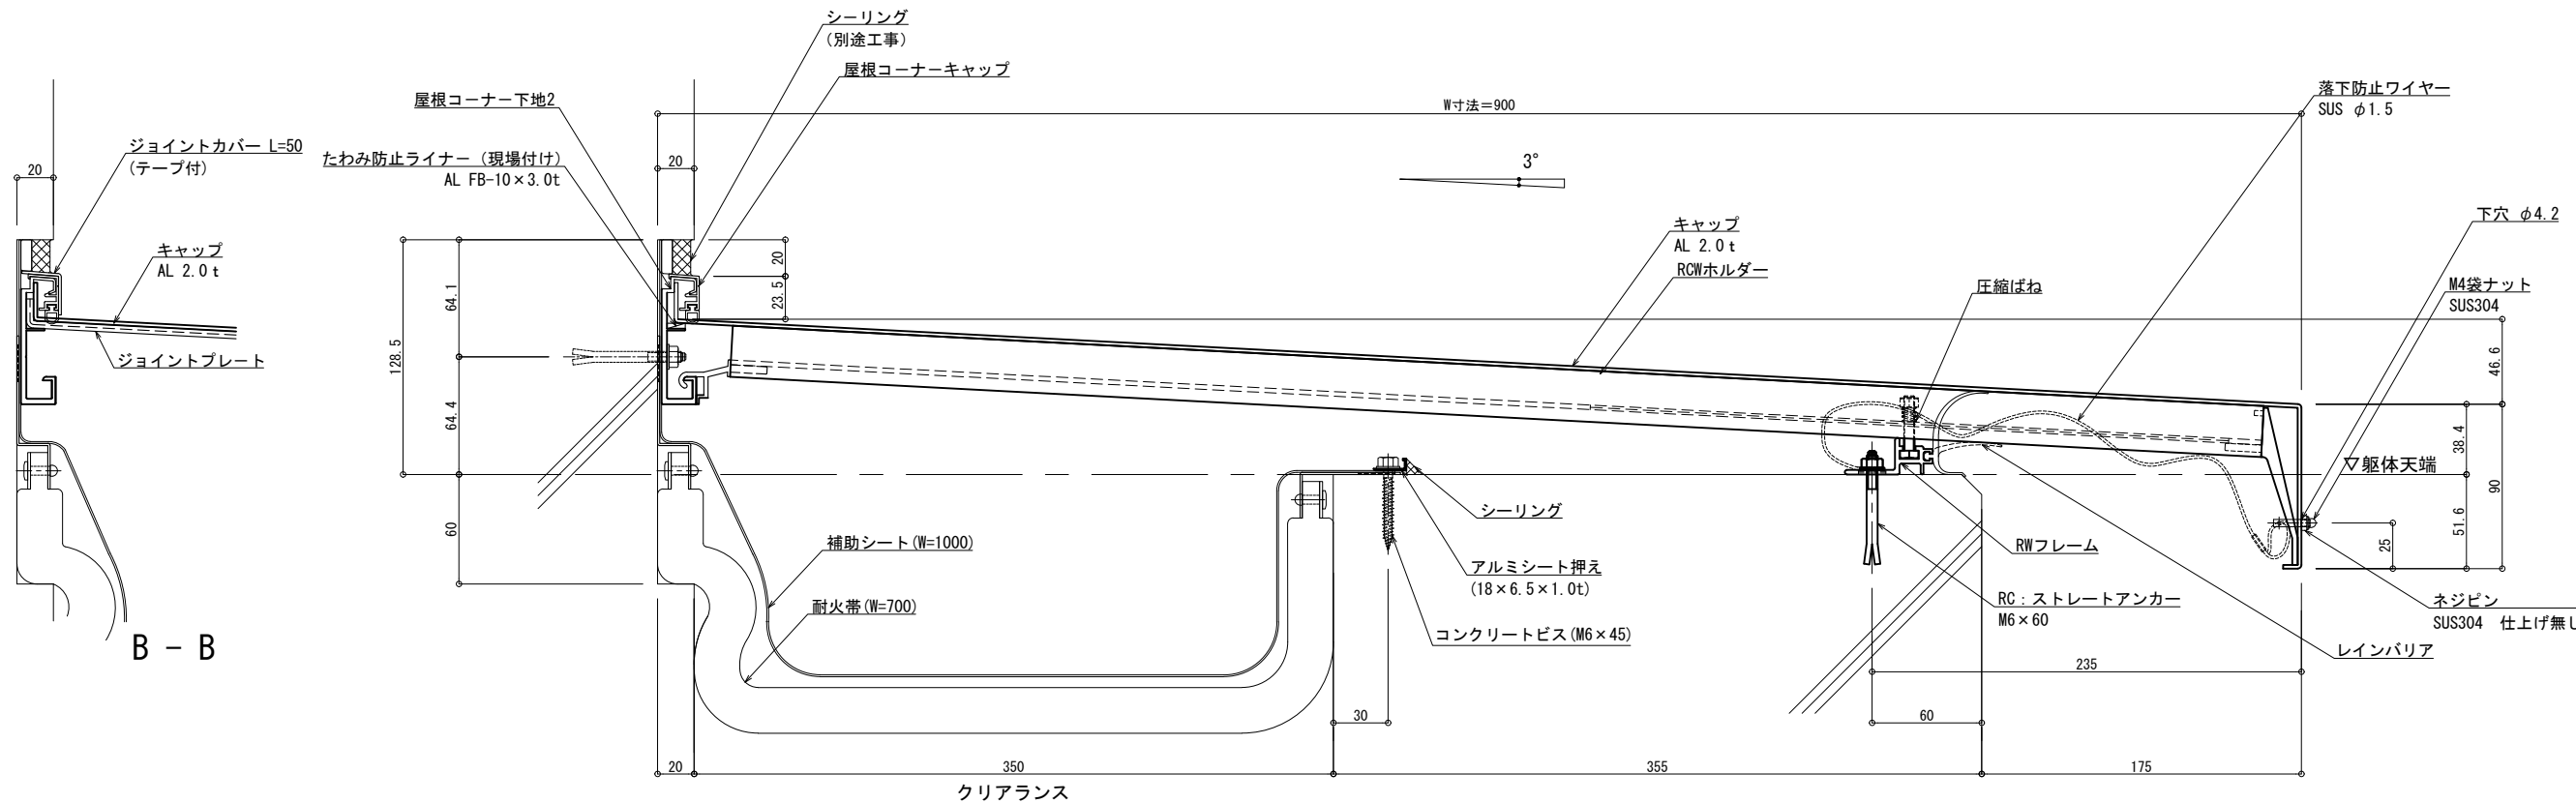 シーリング
(別途工事)
屋根コーナーキャップ
屋根コーナー下地2
ジョイントカバー L=50
(テープ付)
たわみ防止ライナー (現場付け)
AL FB-10×3.0t
20
20
W寸法=900
3°
落下防止ワイヤー
SUS φ1.5
下穴 φ4.2
キャップ
AL 2.0t
キャップ
AL 2.0t
RCWホルダー
圧縮ばね
M4袋ナット
SUS304
ジョイントプレート
20
23.5
64.1
128.5
64.4
60
46.6
38.4
90
51.6
25
▽躯体天端
シーリング
補助シート(W=1000)
アルミシート押え
(18×6.5×1.0t)
RWフレーム
耐火帯(W=700)
コンクリートビス(M6×45)
RC:ストレートアンカー
M6×60
ネジピン
SUS304 仕上げ無し
レインバリア
B - B
235
30
60
20
350
355
175
クリアランス